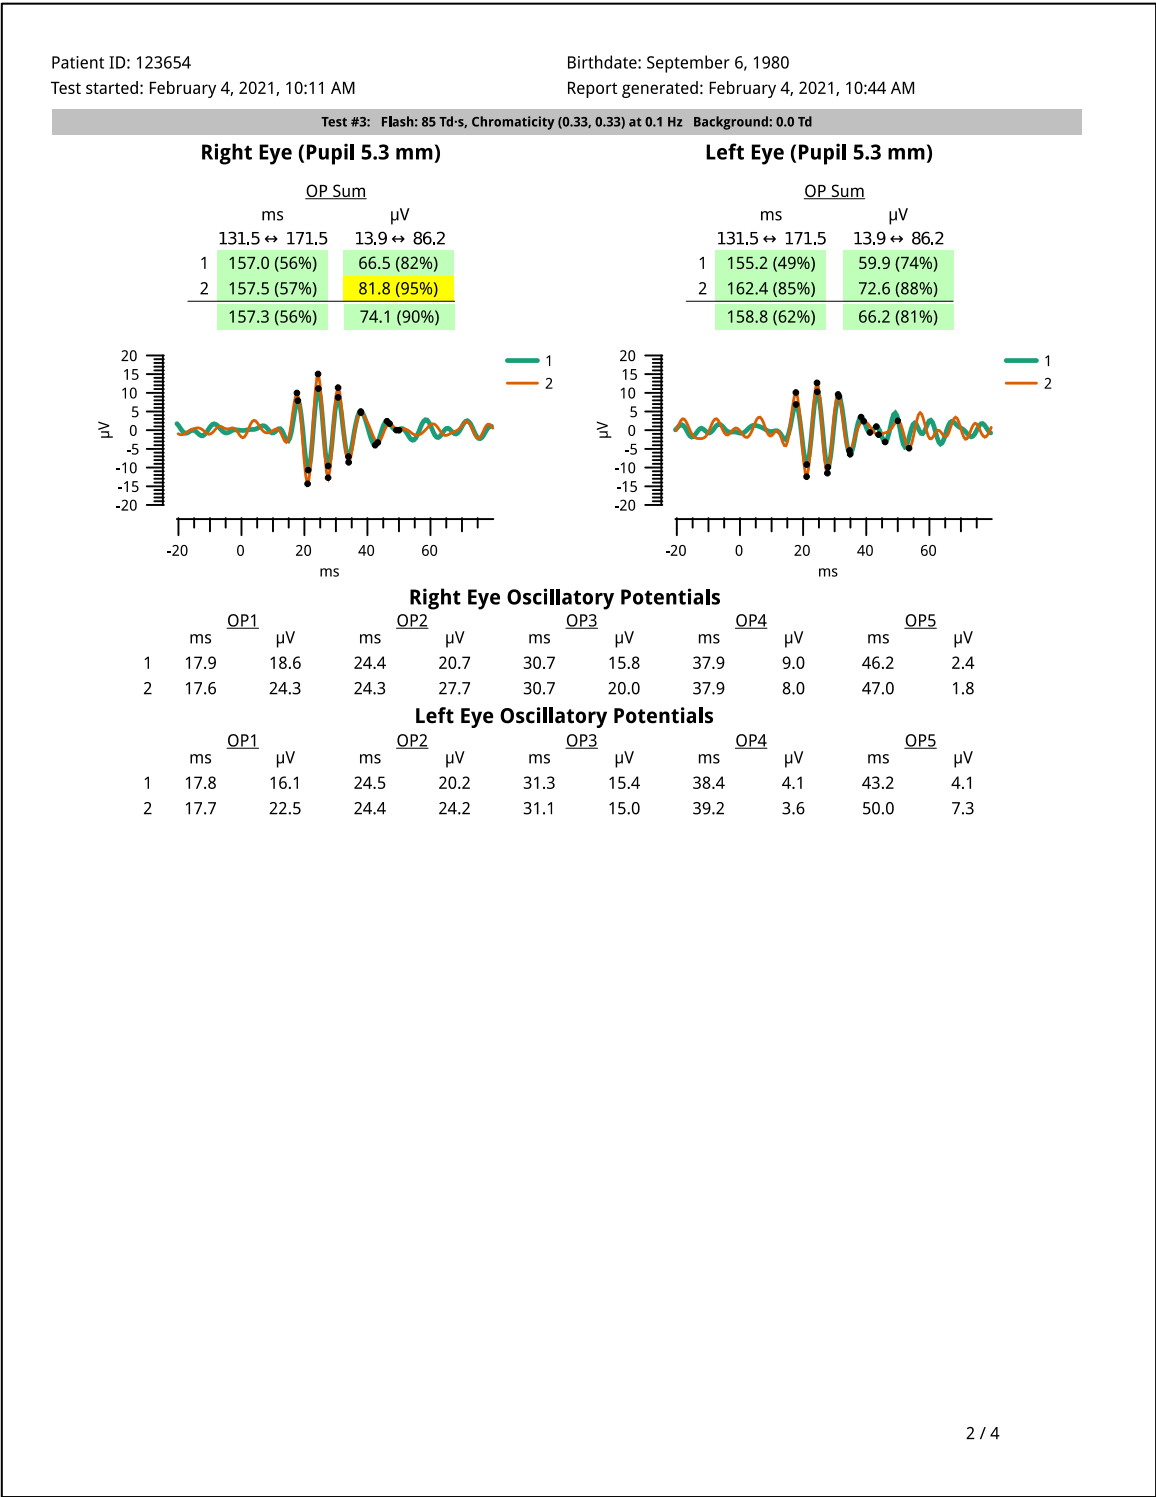 Patient ID: 123654 Birthdate: September 6, 1980
Test started: February 4, 2021, 10:11 AM Report generated: February 4, 2021, 10:44 AM
Test #3: Flash: 85 Td·s, Chromaticity (0.33, 0.33) at 0.1 Hz Background: 0.0 Td
Right Eye (Pupil 5.3 mm) Left Eye (Pupil 5.3 mm)
OP Sum OP Sum
ms µV ms µV
131.5 ↔ 171.5 13.9 ↔ 86.2 131.5 ↔ 171.5 13.9 ↔ 86.2
1 157.0 (56%) 66.5 (82%) 1 155.2 (49%) 59.9 (74%)
2 157.5 (57%) 81.8 (95%) 2 162.4 (85%) 72.6 (88%)
157.3 (56%) 74.1 (90%) 158.8 (62%) 66.2 (81%)
20 1 20 1
15 2 15 2
10 10
5 5
µV 0 µV 0
-5 -5
-10 -10
-15 -15
-20 -20
-20 0 20 40 60 -20 0 20 40 60
ms ms
Right Eye Oscillatory Potentials
OP1 OP2 OP3 OP4 OP5
ms µV ms µV ms µV ms µV ms µV
1 17.9 18.6 24.4 20.7 30.7 15.8 37.9 9.0 46.2 2.4
2 17.6 24.3 24.3 27.7 30.7 20.0 37.9 8.0 47.0 1.8
Left Eye Oscillatory Potentials
OP1 OP2 OP3 OP4 OP5
ms µV ms µV ms µV ms µV ms µV
1 17.8 16.1 24.5 20.2 31.3 15.4 38.4 4.1 43.2 4.1
2 17.7 22.5 24.4 24.2 31.1 15.0 39.2 3.6 50.0 7.3
2 / 4